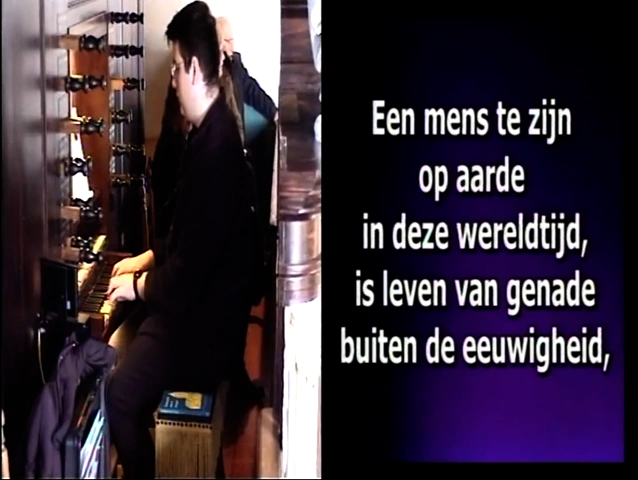 Een mens te zijn
op aarde
in deze wereldtijd,
is leven van genade
buiten de eeuwigheid,